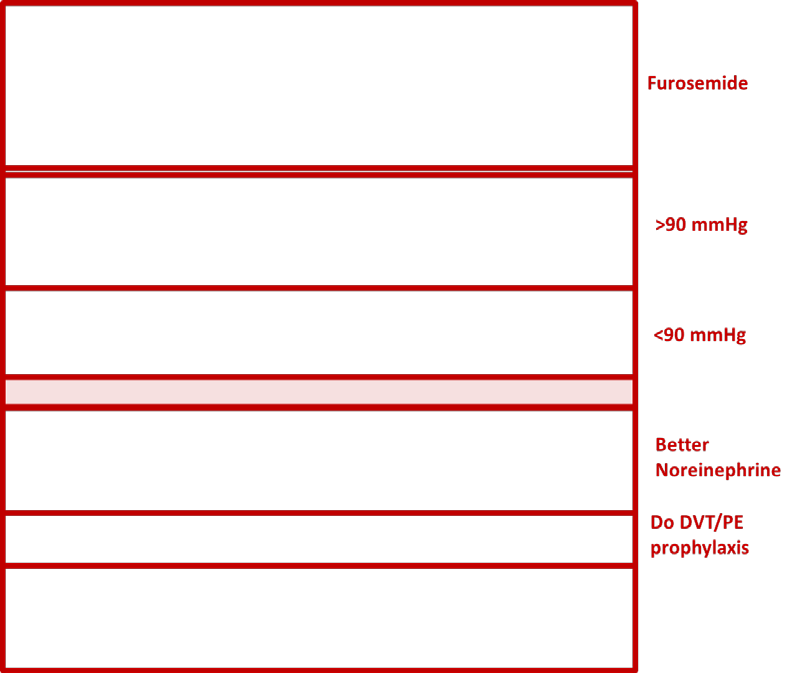 Furosemide
>90 mmHg
<90 mmHg
Better
Noreinephrine
Do DVT/PE
prophylaxis